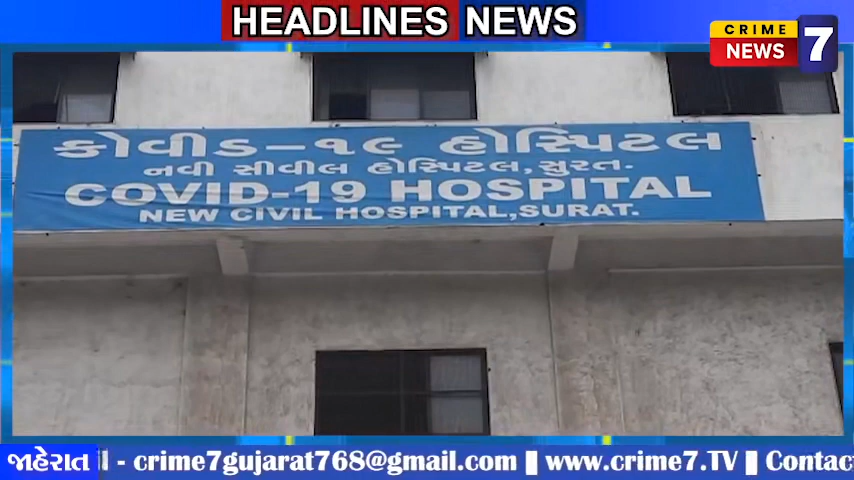 HEADLINES NEWS
CRIME
NEWS 7
કોવીડ-૧૯ હોસ્પિટલ
નવી સીવીલ હોસ્પિટલ,સુરત.
COVID-19 HOSPITAL
NEW CIVIL HOSPITAL,SURAT.
જાહેરાત il - crime7gujarat768@gmail.com || www.crime7.TV || Contac